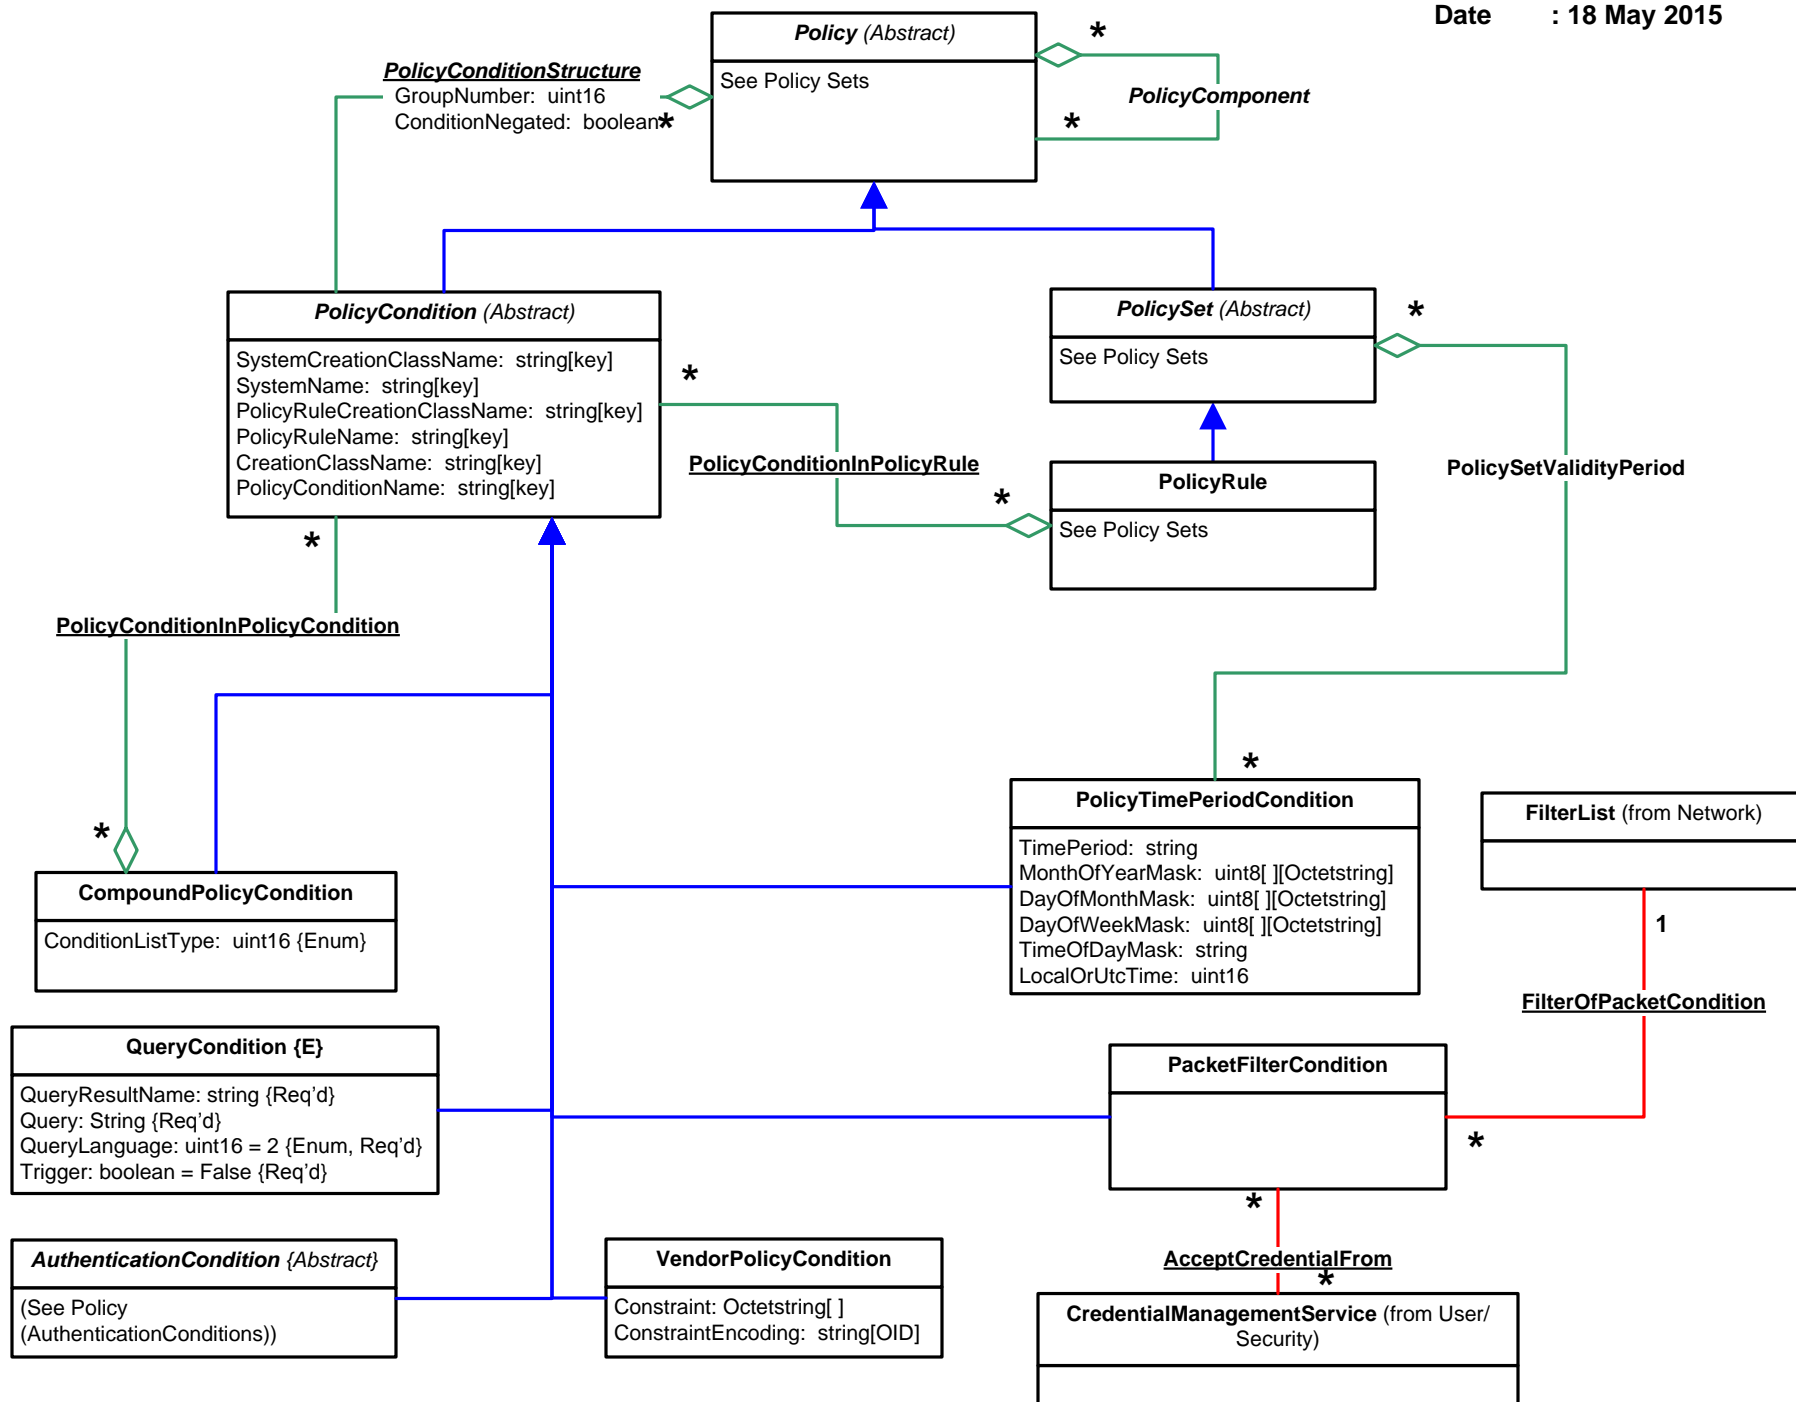 Date : 18 May 2015
Policy (Abstract)
See Policy Sets
*
PolicyComponent
*
PolicyConditionStructure
GroupNumber: uint16
ConditionNegated: boolean
*
PolicyCondition (Abstract)
SystemCreationClassName: string[key]
SystemName: string[key]
PolicyRuleCreationClassName: string[key]
PolicyRuleName: string[key]
CreationClassName: string[key]
PolicyConditionName: string[key]
*
PolicyConditionInPolicyRule
*
PolicySet (Abstract)
See Policy Sets
*
PolicyRule
See Policy Sets
PolicySetValidityPeriod
*
*
PolicyConditionInPolicyCondition
*
CompoundPolicyCondition
ConditionListType: uint16 {Enum}
PolicyTimePeriodCondition
TimePeriod: string
MonthOfYearMask: uint8[ ][Octetstring]
DayOfMonthMask: uint8[ ][Octetstring]
DayOfWeekMask: uint8[ ][Octetstring]
TimeOfDayMask: string
LocalOrUtcTime: uint16
FilterList (from Network)
1
FilterOfPacketCondition
*
QueryCondition {E}
QueryResultName: string {Req’d}
Query: String {Req’d}
QueryLanguage: uint16 = 2 {Enum, Req’d}
Trigger: boolean = False {Req’d}
PacketFilterCondition
*
AcceptCredentialFrom
*
AuthenticationCondition {Abstract}
(See Policy
(AuthenticationConditions))
VendorPolicyCondition
Constraint: Octetstring[ ]
ConstraintEncoding: string[OID]
CredentialManagementService (from User/
Security)